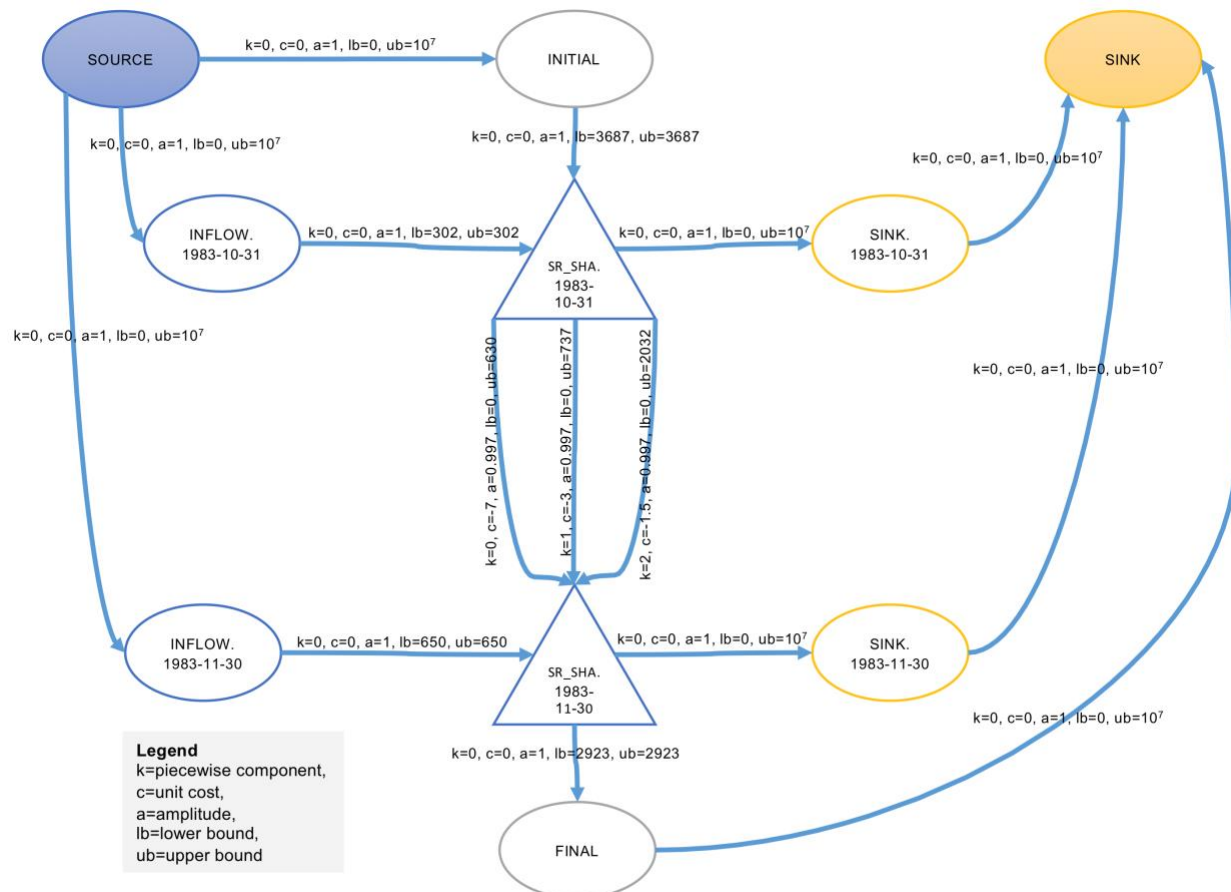 SOURCE
k=0, c=0, a=1, lb=0, ub=10⁷
INITIAL
SINK
k=0, c=0, a=1, lb=3687, ub=3687
k=0, c=0, a=1, lb=0, ub=10⁷
k=0, c=0, a=1, lb=0, ub=10⁷
INFLOW.
1983-10-31
k=0, c=0, a=1, lb=302, ub=302
SR_SHA.
1983-
10-31
k=0, c=0, a=1, lb=0, ub=10⁷
SINK.
1983-10-31
k=0, c=0, a=1, lb=0, ub=10⁷
k=0, c=-7, a=0.997, lb=0, ub=630
k=1, c=-3, a=0.997, lb=0, ub=737
k=2, c=-1.5, a=0.997, lb=0, ub=2032
k=0, c=0, a=1, lb=0, ub=10⁷
INFLOW.
1983-11-30
k=0, c=0, a=1, lb=650, ub=650
SR_SHA.
1983-
11-30
k=0, c=0, a=1, lb=0, ub=10⁷
SINK.
1983-11-30
k=0, c=0, a=1, lb=0, ub=10⁷
k=0, c=0, a=1, lb=2923, ub=2923
FINAL
Legend
k=piecewise component,
c=unit cost,
a=amplitude,
lb=lower bound,
ub=upper bound